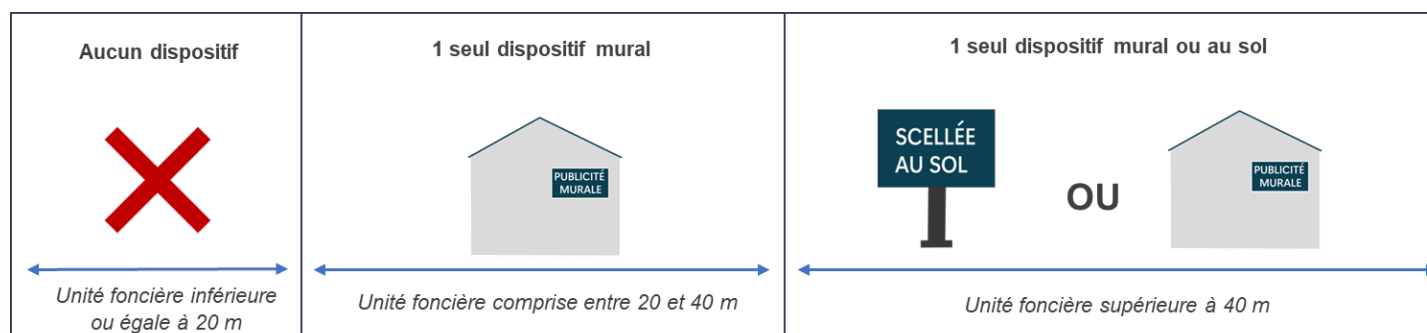 Aucun dispositif
Unité foncière inférieure
ou égale à 20 m
1 seul dispositif mural
PUBLICITÉ
MURALE
Unité foncière comprise entre 20 et 40 m
1 seul dispositif mural ou au sol
SCELLÉE
AU SOL
OU
PUBLICITÉ
MURALE
Unité foncière supérieure à 40 m